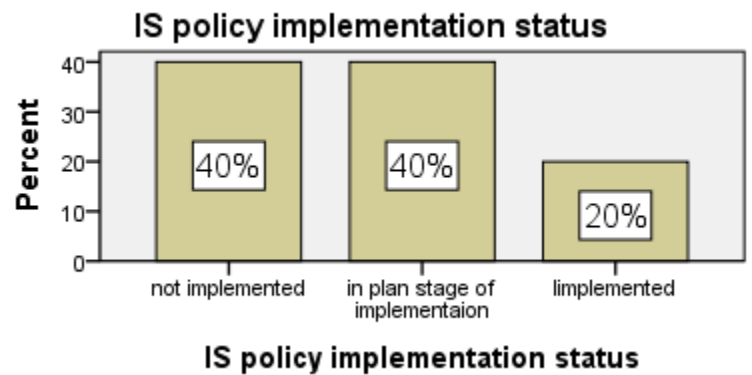 IS policy implementation status
Percent
40
30
20
10
0
40%
40%
20%
not implemented
in plan stage of
implementaion
limplemented
IS policy implementation status